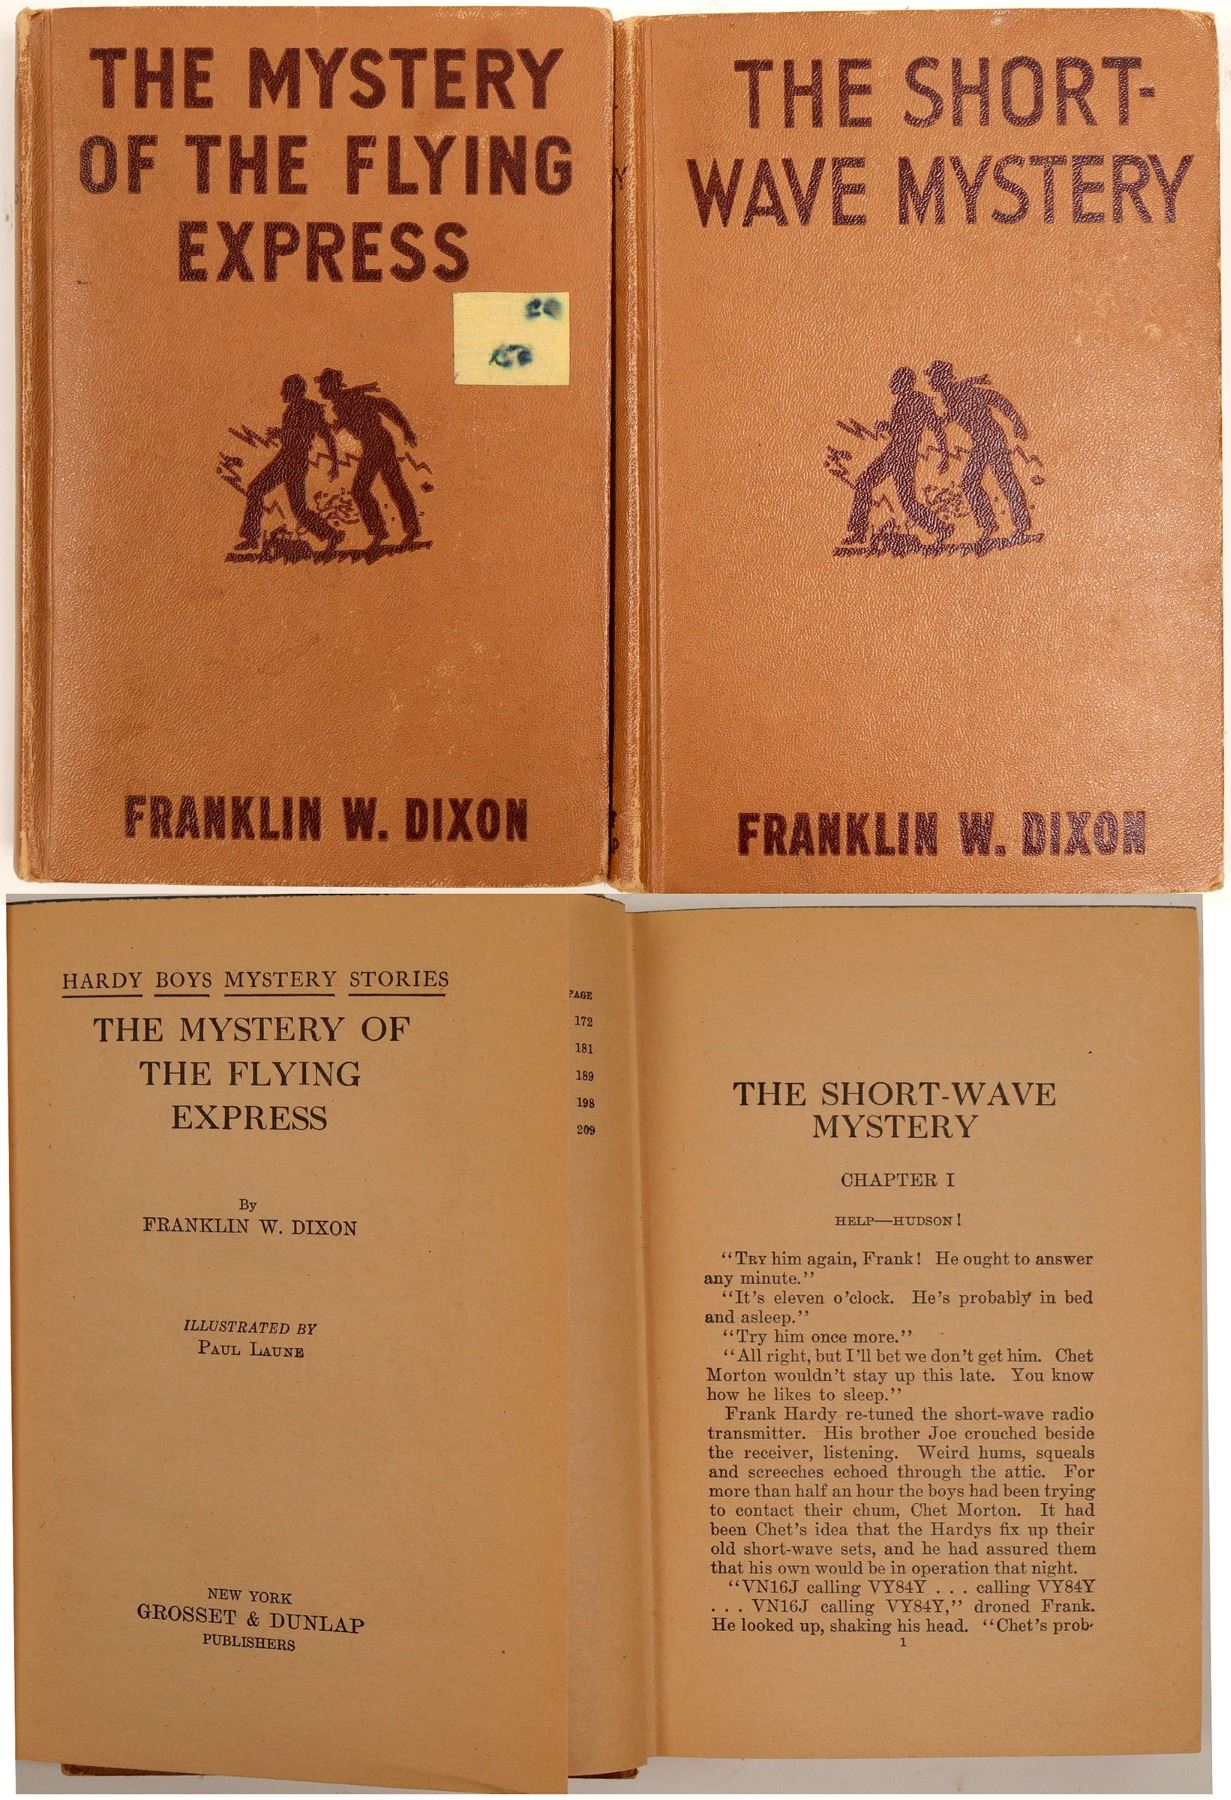 THE MYSTERY
OF THE FLYING
EXPRESS
FRANKLIN W. DIXON
THE SHORT-
WAVE MYSTERY
FRANKLIN W. DIXON
HARDY BOYS MYSTERY STORIES
THE MYSTERY OF
THE FLYING
EXPRESS
By
FRANKLIN W. DIXON
ILLUSTRATED BY
PAUL LAUNE
NEW YORK
GROSSET & DUNLAP
PUBLISHERS
PAGE
172
181
189
198
209
THE SHORT-WAVE
MYSTERY
CHAPTER I
HELP—HUDSON!
"TRY him again, Frank! He ought to answer
any minute."
"It's eleven o'clock. He's probably in bed
and asleep."
"Try him once more."
"All right, but I'll bet we don't get him. Chet
Morton wouldn't stay up this late. You know
how he likes to sleep."
Frank Hardy re-tuned the short-wave radio
transmitter. His brother Joe crouched beside
the receiver, listening. Weird hums, squeals
and screeches echoed through the attic. For
more than half an hour the boys had been trying
to contact their chum, Chet Morton. It had
been Chet's idea that the Hardys fix up their
old short-wave sets, and he had assured them
that his own would be in operation that night.
"VN16J calling VY84Y . . . calling VY84Y
. . . VN16J calling VY84Y," droned Frank.
He looked up, shaking his head. "Chet's prob-
1